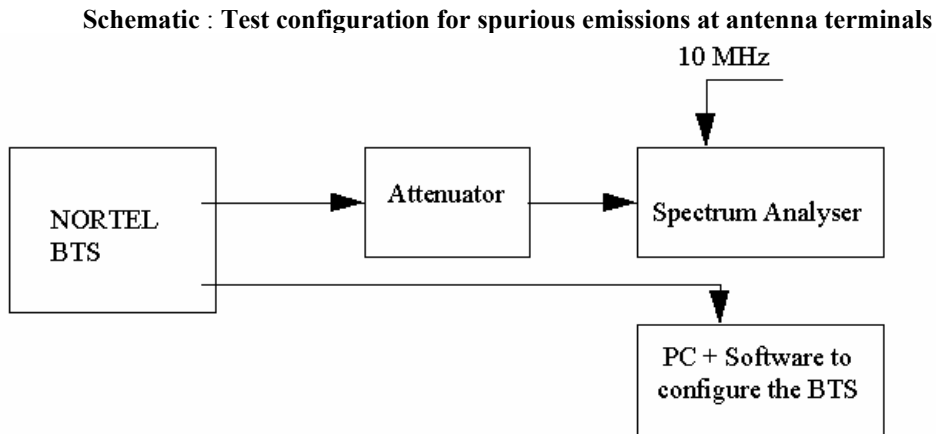 Schematic : Test configuration for spurious emissions at antenna terminals
10 MHz
NORTEL
BTS
Attenuator
Spectrum Analyser
PC + Software to
configure the BTS